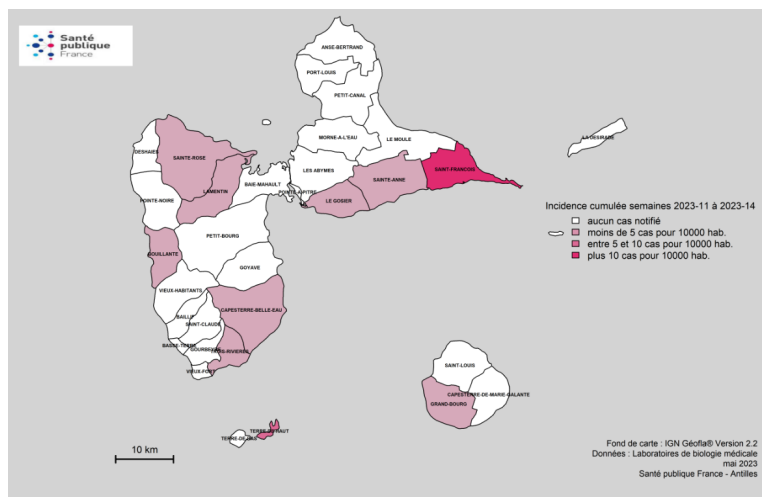 Santé
publique
France
ANSE-BERTRAND
PORT-LOUIS
PETIT-CANAL
MORNE-A-L'EAU
LE MOULE
LA DESIRADE
DESHAIES
SAINTE-ROSE
LES ABYMES
SAINT-FRANCOIS
SAINTE-ANNE
LAMENTIN
BAIE-MAHAULT
POINTE-A-PITRE
POINTE-NOIRE
LE GOSIER
Incidence cumulée semaines 2023-11 à 2023-14
aucun cas notifié
moins de 5 cas pour 10000 hab.
entre 5 et 10 cas pour 10000 hab.
plus 10 cas pour 10000 hab.
PETIT-BOURG
BOUILLANTE
GOYAVE
VIEUX-HABITANTS
CAPESTERRE-BELLE-EAU
BAILLIF
SAINT-CLAUDE
BASSE-TERRE
GOURBEYRE
TROIS-RIVIERES
VIEUX-FORT
SAINT-LOUIS
CAPESTERRE-DE-MARIE-GALANTE
GRAND-BOURG
TERRE-DE-HAUT
TERRE-DE-BAS
10 km
Fond de carte : IGN Géofla® Version 2.2
Données : Laboratoires de biologie médicale
mai 2023
Santé publique France - Antilles